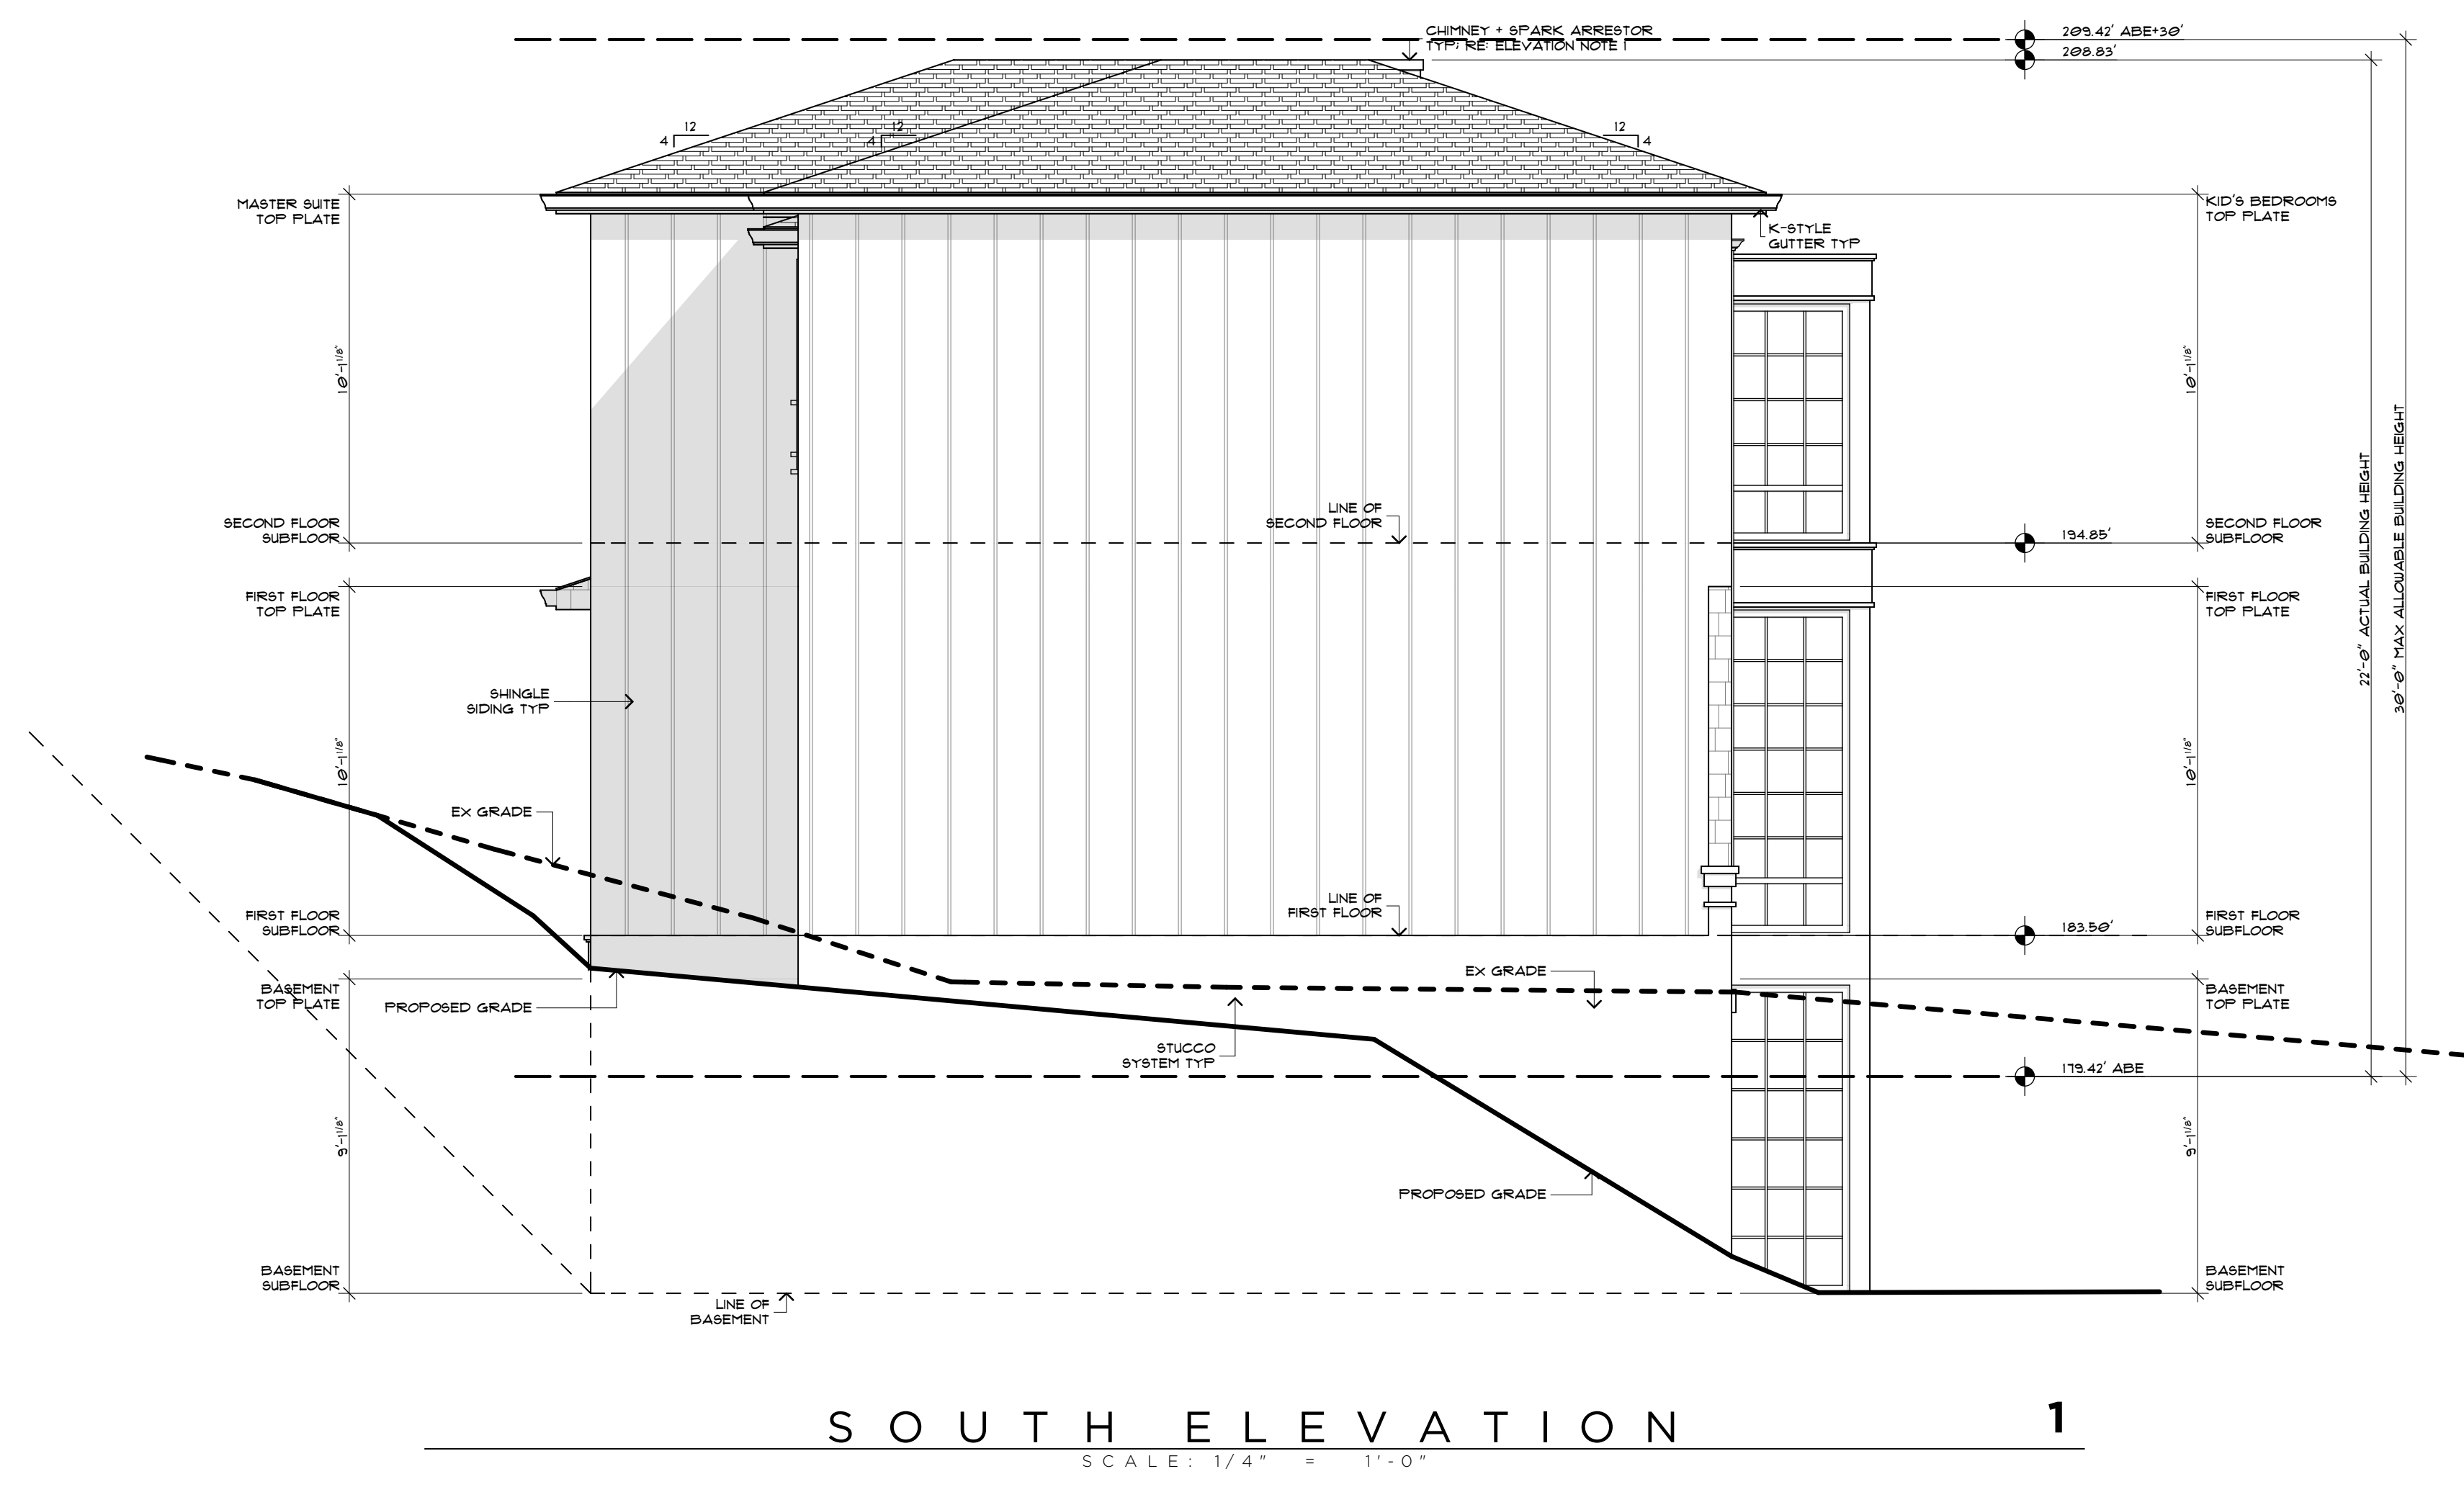 CHIMNEY + SPARK ARRESTOR
TYP; RE: ELEVATION NOTE 1
209.42' ABE+30'
208.83'
12
4
12
4
12
4
MASTER SUITE
TOP PLATE
KID'S BEDROOMS
TOP PLATE
K-STYLE
GUTTER TYP
10'-1 1/8"
10'-1 1/8"
22'-0" ACTUAL BUILDING HEIGHT
30'-0" MAX ALLOWABLE BUILDING HEIGHT
LINE OF
SECOND FLOOR
SECOND FLOOR
SUBFLOOR
194.85'
SECOND FLOOR
SUBFLOOR
FIRST FLOOR
TOP PLATE
FIRST FLOOR
TOP PLATE
SHINGLE
SIDING TYP
10'-1 1/8"
10'-1 1/8"
EX GRADE
LINE OF
FIRST FLOOR
FIRST FLOOR
SUBFLOOR
183.50'
FIRST FLOOR
SUBFLOOR
EX GRADE
BASEMENT
TOP PLATE
PROPOSED GRADE
BASEMENT
TOP PLATE
STUCCO
SYSTEM TYP
179.42' ABE
9'-1 1/8"
9'-1 1/8"
PROPOSED GRADE
BASEMENT
SUBFLOOR
BASEMENT
SUBFLOOR
LINE OF
BASEMENT
SOUTH ELEVATION
1
SCALE: 1/4" = 1'-0"